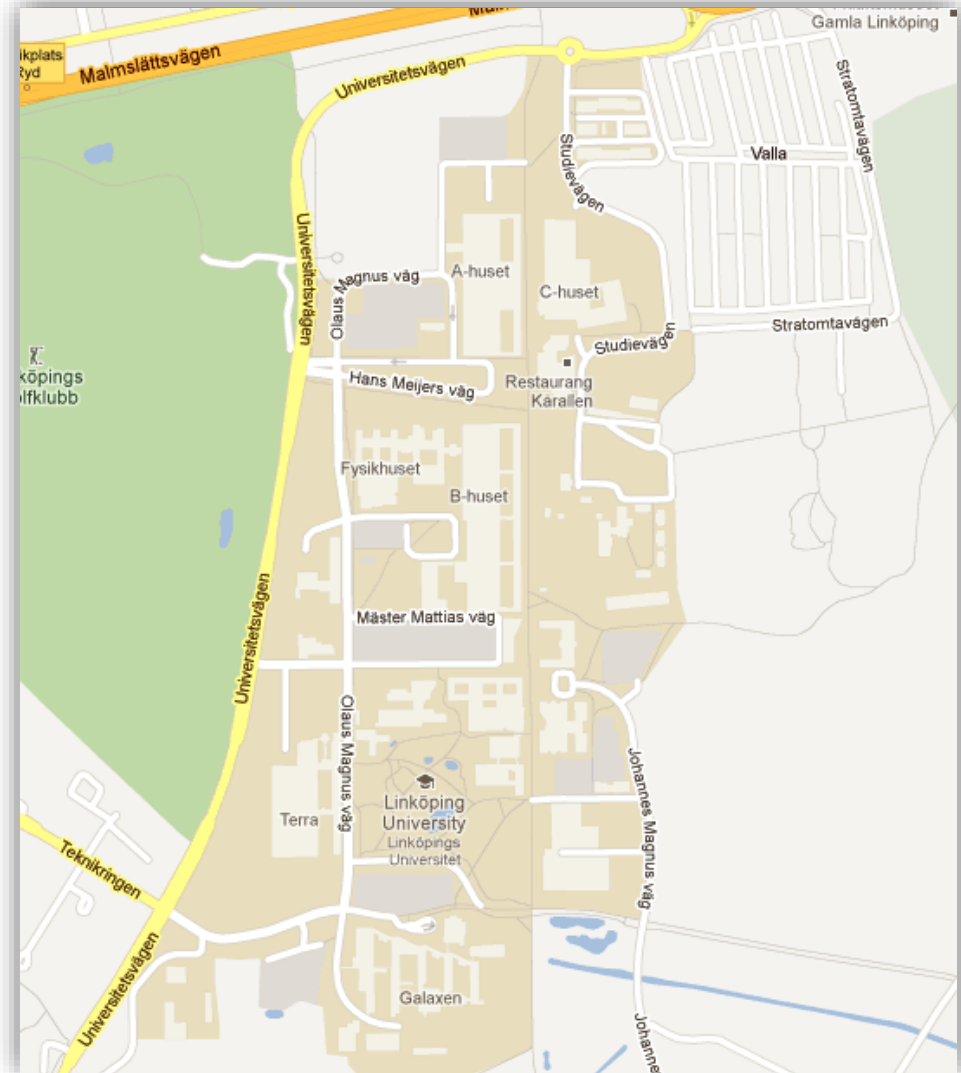 Gamla Linköping
Malmslättsvägen
Universitetsvägen
Stratomtavägen
Valla
Studievägen
Universitetsvägen
A-huset
Olaus Magnus väg
C-huset
Stratomtavägen
Studievägen
Hans Meijers väg
Restaurang
Kårallen
Fysikhuset
B-huset
Mäster Mattias väg
Universitetsvägen
Olaus Magnus väg
Johannes Magnus väg
Linköping
University
Linköpings
Universitet
Terra
Teknikringen
Universitetsvägen
Galaxen